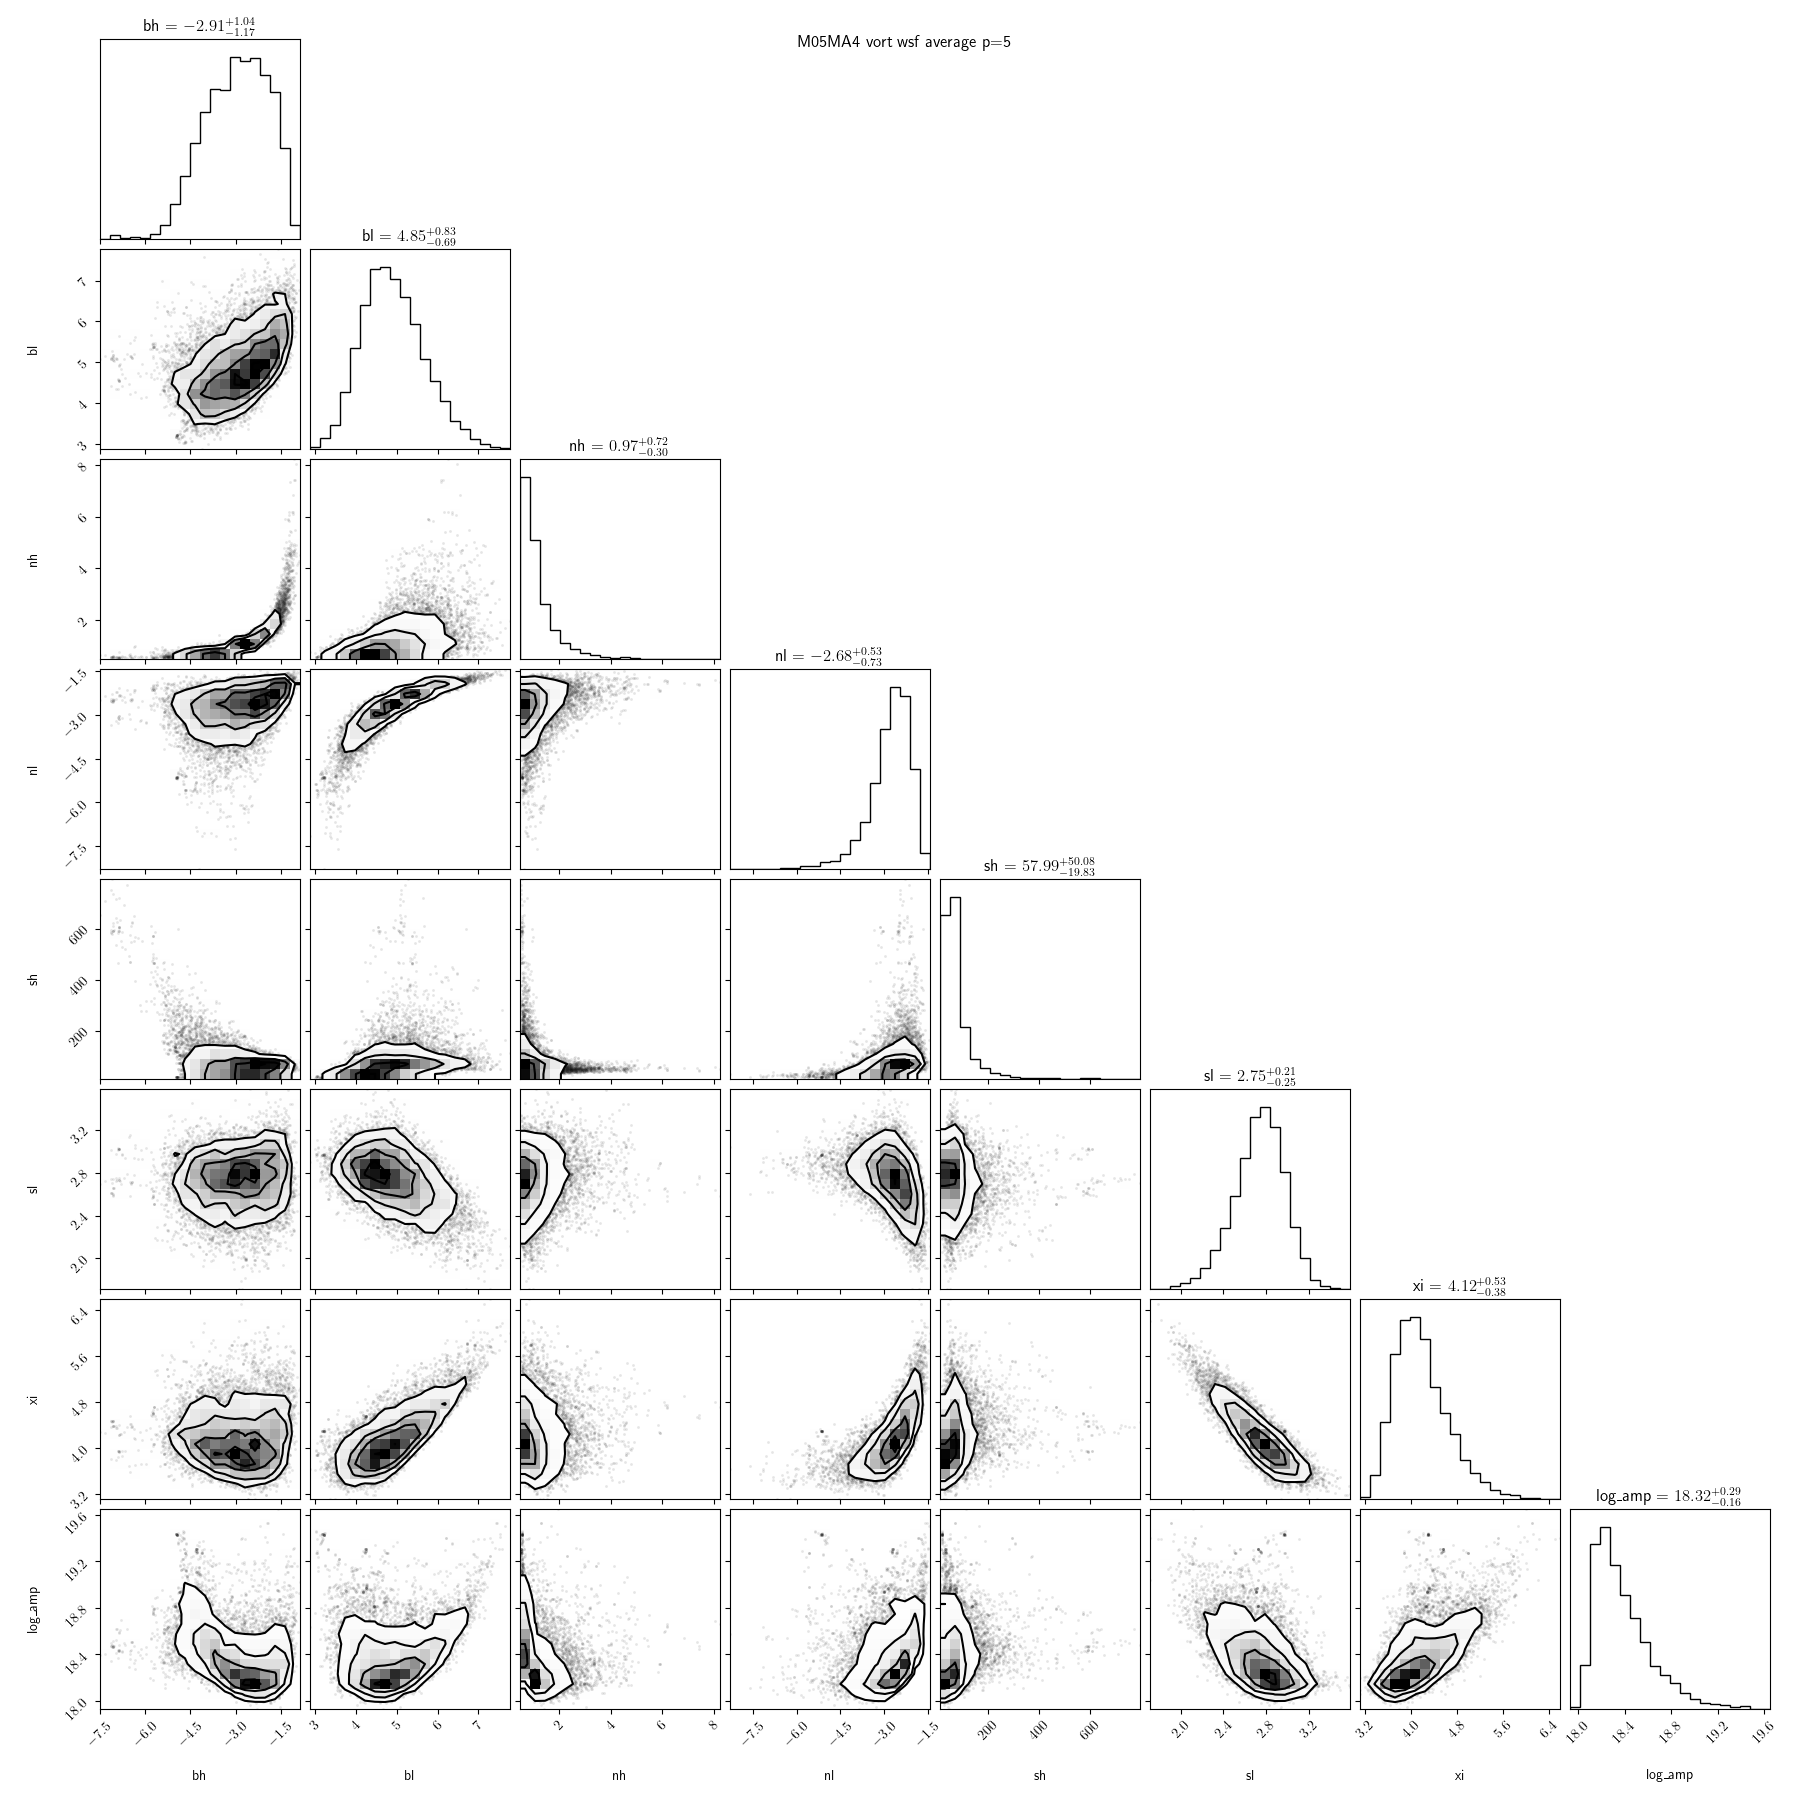 bh = −2.91+1.04−1.17
M05MA4 vort wsf average p=5
bl = 4.85+0.83−0.69
bl
7
6
5
4
3
nh = 0.97+0.72−0.30
nh
8
6
4
2
nl = −2.68+0.53−0.73
nl
−1.5
−3.0
−4.5
−6.0
−7.5
sh = 57.99+50.08−19.83
sh
600
400
200
sl = 2.75+0.21−0.25
sl
3.2
2.8
2.4
2.0
xi = 4.12+0.53−0.38
xi
6.4
5.6
4.8
4.0
3.2
log_amp = 18.32+0.29−0.16
log_amp
19.6
19.2
18.8
18.4
18.0
−7.5 −6.0 −4.5 −3.0 −1.5 3 4 5 6 7 2 4 6 8 −7.5 −6.0 −4.5 −3.0 −1.5 200 400 600 2.0 2.4 2.8 3.2 3.2 4.0 4.8 5.6 6.4 18.0 18.4 18.8 19.2 19.6
bh bl nh nl sh sl xi log_amp